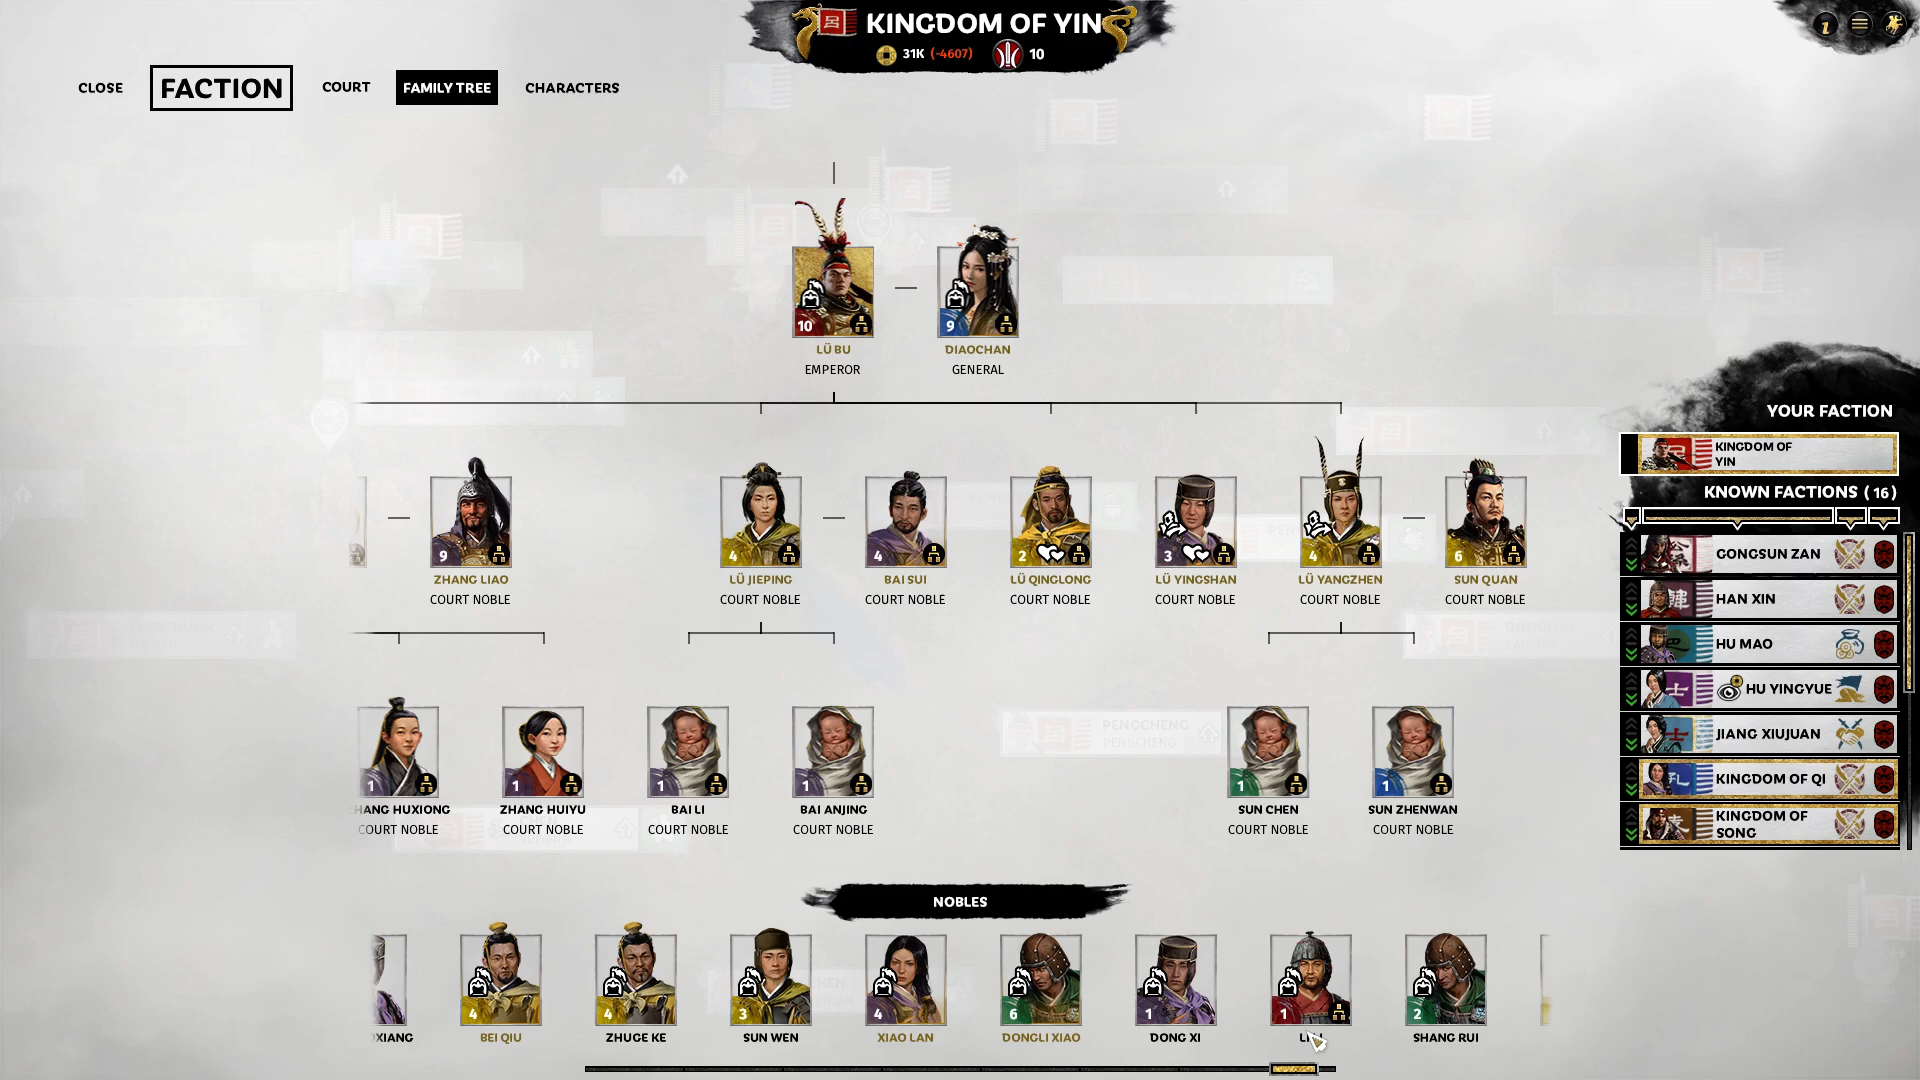 KINGDOM OF YIN
31K (-4607) 10
CLOSE FACTION COURT FAMILY TREE CHARACTERS
10 9
LÜ BU DIAOCHAN
EMPEROR GENERAL
YOUR FACTION
KINGDOM OF
YIN
KNOWN FACTIONS ( 16 )
GONGSUN ZAN
HAN XIN
HU MAO
HU YINGYUE
JIANG XIUJUAN
KINGDOM OF QI
KINGDOM OF
SONG
9 4 4 2 3 4 6
ZHANG LIAO LÜ JIEPING BAI SUI LÜ QINGLONG LÜ YINGSHAN LÜ YANGZHEN SUN QUAN
COURT NOBLE COURT NOBLE COURT NOBLE COURT NOBLE COURT NOBLE COURT NOBLE COURT NOBLE
PENGCHENG
PENGCHENG
1 1 1 1 1 1
HANG HUXIONG ZHANG HUIYU BAI LI BAI ANJING SUN CHEN SUN ZHENWAN
COURT NOBLE COURT NOBLE COURT NOBLE COURT NOBLE COURT NOBLE COURT NOBLE
NOBLES
4 4 3 4 6 1 1 2
XIANG BEI QIU ZHUGE KE SUN WEN XIAO LAN DONGLI XIAO DONG XI SHANG RUI